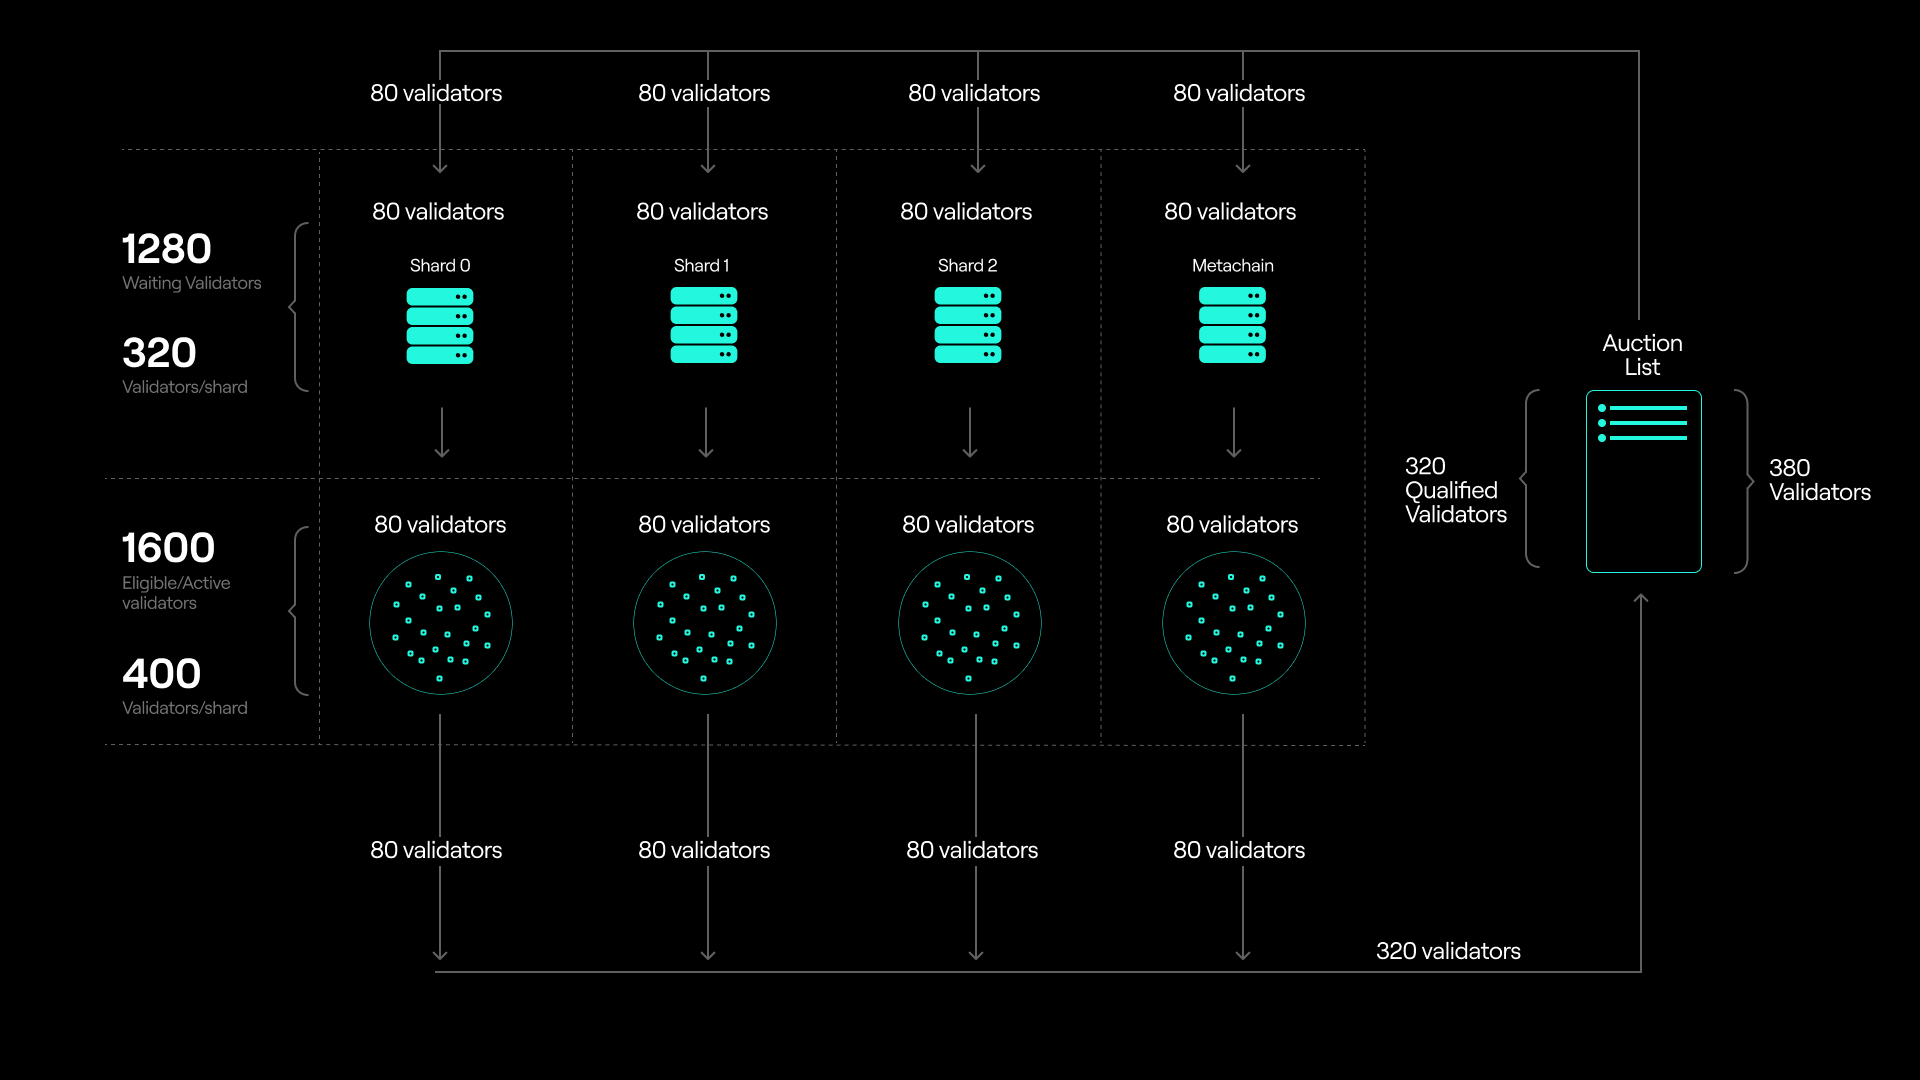 80 validators
80 validators
80 validators
80 validators
80 validators
80 validators
80 validators
80 validators
1280
Waiting Validators
320
Validators/shard
Shard 0
Shard 1
Shard 2
Metachain
Auction
List
320
Qualified
Validators
380
Validators
80 validators
80 validators
80 validators
80 validators
1600
Eligible/Active
validators
400
Validators/shard
80 validators
80 validators
80 validators
80 validators
320 validators